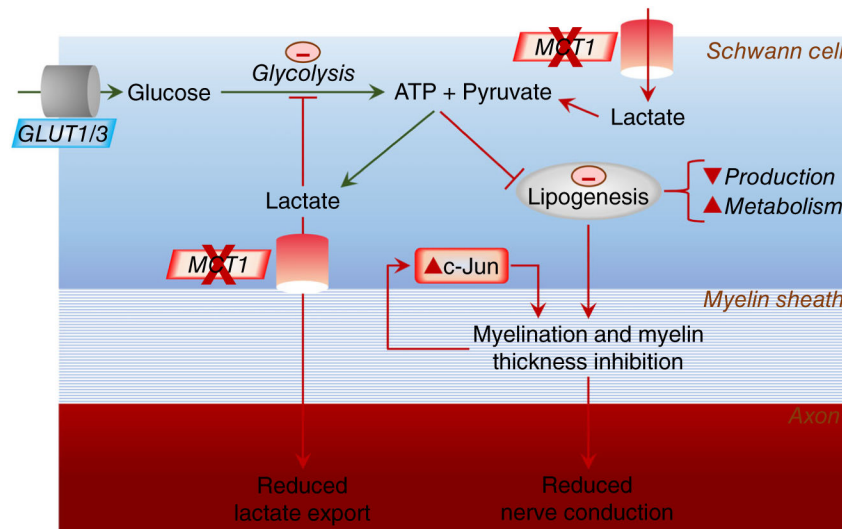 MCT1
Schwann cell
Glycolysis
Glucose
ATP + Pyruvate
GLUT1/3
Lactate
Lactate
Lipogenesis
▼Production
▲Metabolism
MCT1
▲c-Jun
Myelin sheath
Myelination and myelin
thickness inhibition
Axon
Reduced
lactate export
Reduced
nerve conduction